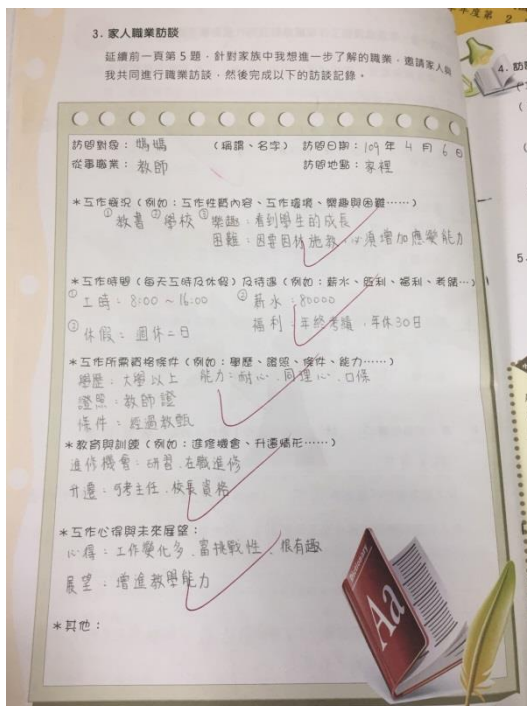 年度第 2
3. 家人職業訪談
延續前一頁第5題，針對家族中我想進一步了解的職業，邀請家人與
我共同進行職業訪談，然後完成以下的訪談記錄。
訪問對象：媽媽 （稱謂、名字） 訪問日期：109年4月6日
從事職業：教師 訪問地點：家裡
＊工作概況（例如：工作性質內容、工作環境、樂趣與困難……）
①教書 ②學校 ③樂趣：看到學生的成長
困難：因要因材施教，必須增加應變能力
＊工作時間（每天工時及休假）及待遇（例如：薪水、紅利、福利、考績…）
①工時：8:00～16:00 ②薪水：80000
福利：年終考績、年休30日
③休假：週休二日
＊工作所需資格條件（例如：學歷、證照、條件、能力……）
學歷：大學以上 能力：耐心、同理心、口條
證照：教師證
條件：經過教甄
＊教育與訓練（例如：進修機會、升遷情形……）
進修機會：研習、在職進修
升遷：可考主任、校長資格
＊工作心得與未來展望：
心得：工作變化多、富挑戰性、很有趣
展望：增進教學能力
＊其他：
4. 訪
5.
DICTIONARY
Aa